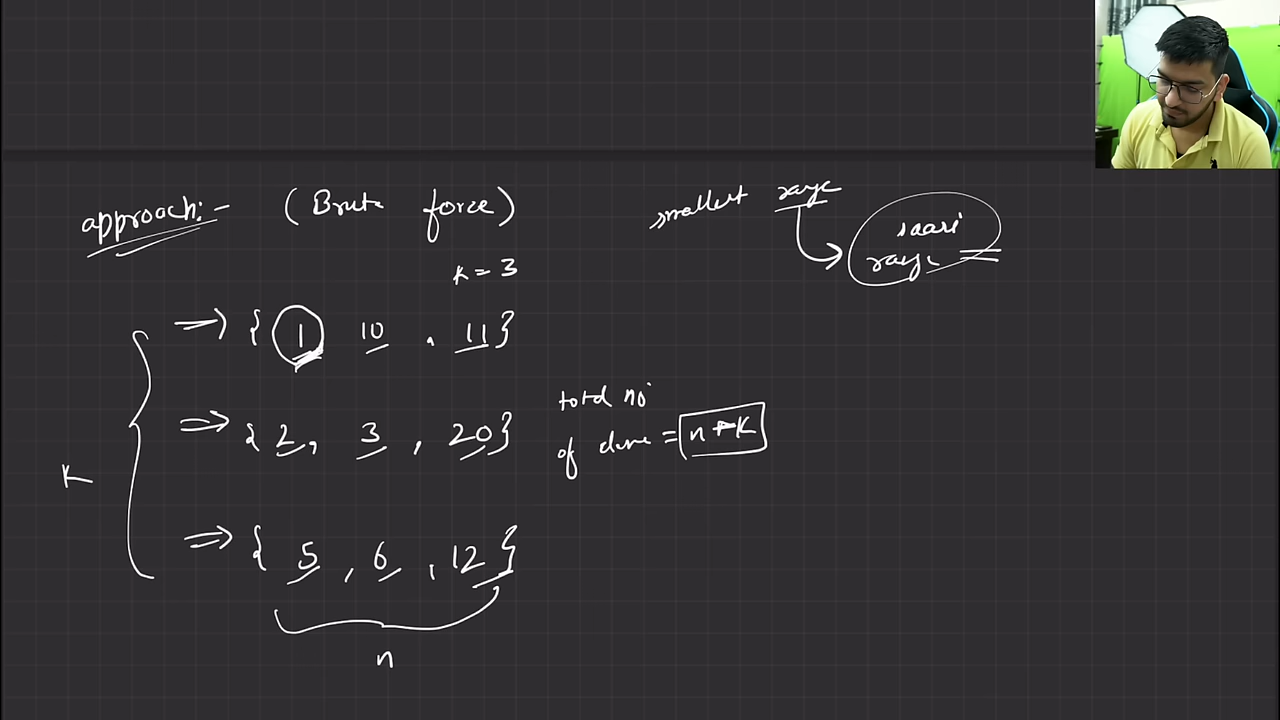 approach:- (Brute force)
smallest range
saari
range
K = 3
{ 1 10 , 11}
{ 2, 3 , 20}
total no
of elem = n * K
K
{ 5 , 6 , 12 }
n